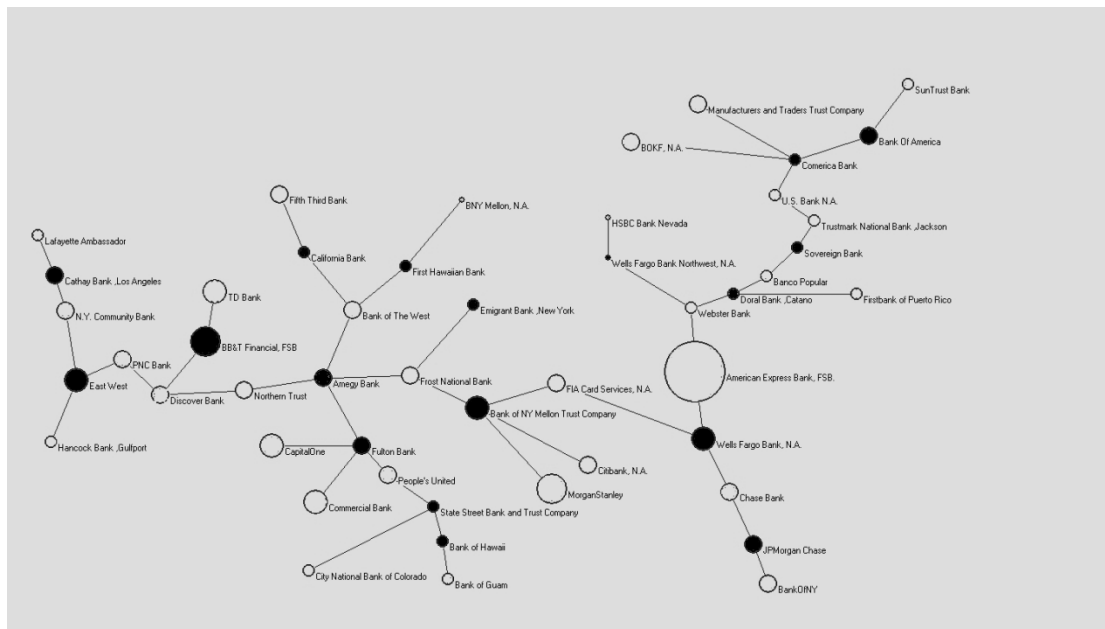 SunTrust Bank
Manufacturers and Traders Trust Company
Bank Of America
BOKF, N.A.
Comerica Bank
Fifth Third Bank
BNY Mellon, N.A.
U.S. Bank N.A.
HSBC Bank Nevada
Trustmark National Bank ,Jackson
Lafayette Ambassador
California Bank
Sovereign Bank
Wells Fargo Bank Northwest, N.A.
First Hawaiian Bank
Cathay Bank ,Los Angeles
Banco Popular
TD Bank
Doral Bank ,Catano
Firstbank of Puerto Rico
N.Y. Community Bank
Bank of The West
Emigrant Bank ,New York
Webster Bank
BB&T Financial, FSB
PNC Bank
American Express Bank, FSB.
East West
Amegy Bank
Frost National Bank
FIA Card Services, N.A.
Northern Trust
Discover Bank
Bank of NY Mellon Trust Company
Hancock Bank ,Gulfport
CapitalOne
Fulton Bank
Wells Fargo Bank, N.A.
Citibank, N.A.
People's United
MorganStanley
Chase Bank
Commercial Bank
State Street Bank and Trust Company
Bank of Hawaii
JPMorgan Chase
City National Bank of Colorado
Bank of Guam
BankOfNY